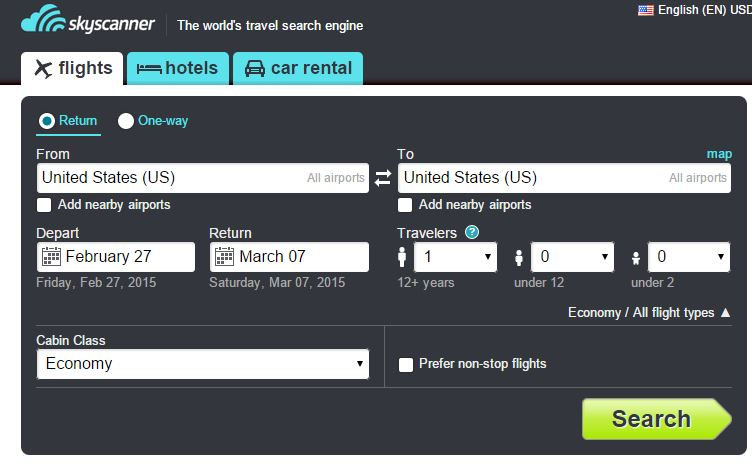 skyscanner The world's travel search engine English (EN) USD
flights hotels car rental
Return One-way
From To map
United States (US) All airports United States (US) All airports
Add nearby airports Add nearby airports
Depart Return Travelers ?
February 27 March 07 1 0 0
Friday, Feb 27, 2015 Saturday, Mar 07, 2015 12+ years under 12 under 2
Economy / All flight types ▲
Cabin Class
Economy Prefer non-stop flights
Search